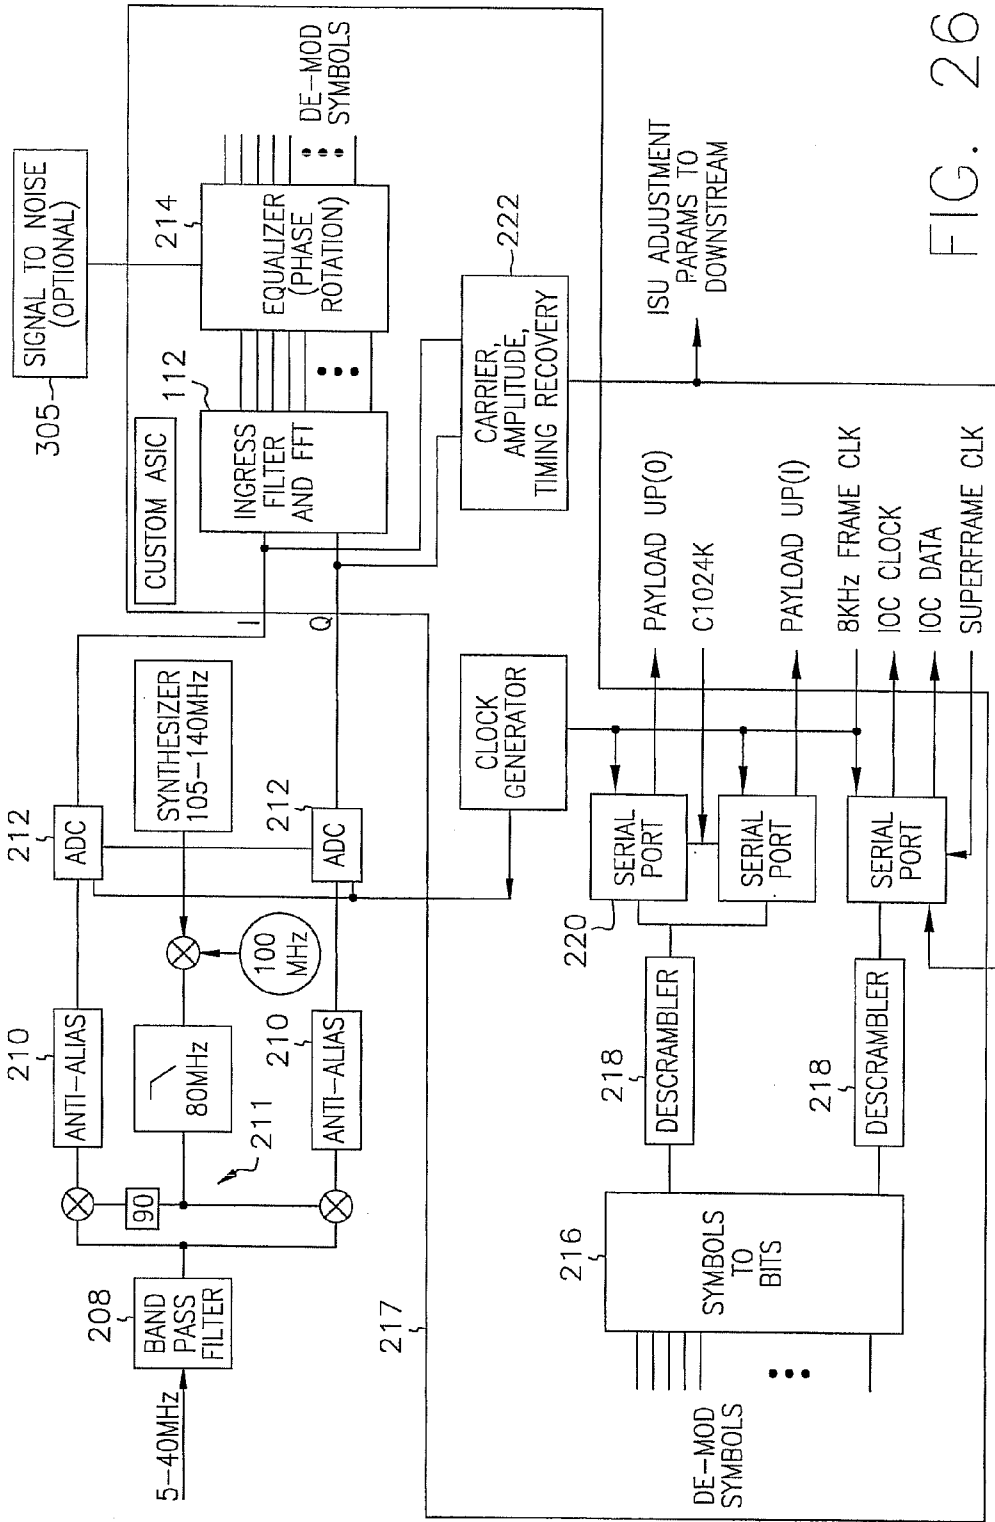 5-40MHz
208
BAND
PASS
FILTER
90
211
210
ANTI-ALIAS
80MHz
210
ANTI-ALIAS
100
MHz
212
ADC
SYNTHESIZER
105-140MHz
212
ADC
I
Q
CUSTOM ASIC
112
INGRESS
FILTER
AND FFT
214
EQUALIZER
(PHASE
ROTATION)
DE-MOD
SYMBOLS
305
SIGNAL TO NOISE
(OPTIONAL)
222
CARRIER,
AMPLITUDE,
TIMING RECOVERY
ISU ADJUSTMENT
PARAMS TO
DOWNSTREAM
217
CLOCK
GENERATOR
DE-MOD
SYMBOLS
216
SYMBOLS
TO
BITS
218
DESCRAMBLER
218
DESCRAMBLER
220
SERIAL
PORT
SERIAL
PORT
SERIAL
PORT
PAYLOAD UP(0)
C1024K
PAYLOAD UP(1)
8KHz FRAME CLK
IOC CLOCK
IOC DATA
SUPERFRAME CLK
FIG. 26